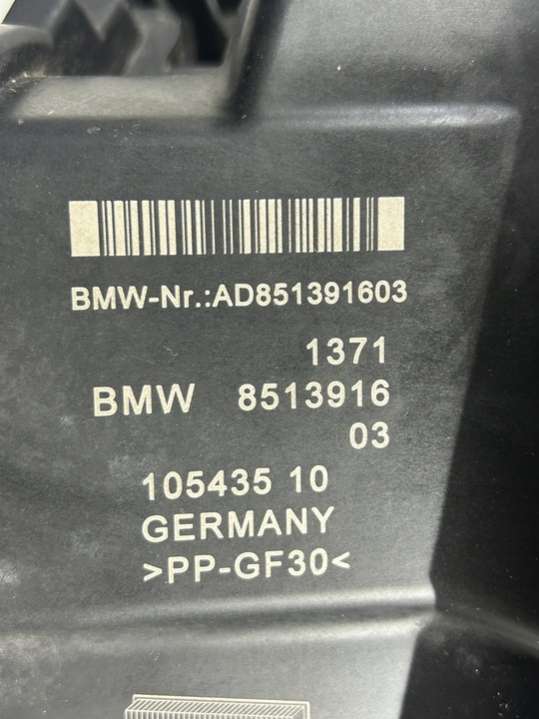 BMW-Nr.:AD851391603
1371
BMW 8513916
03
105435 10
GERMANY
>PP-GF30<